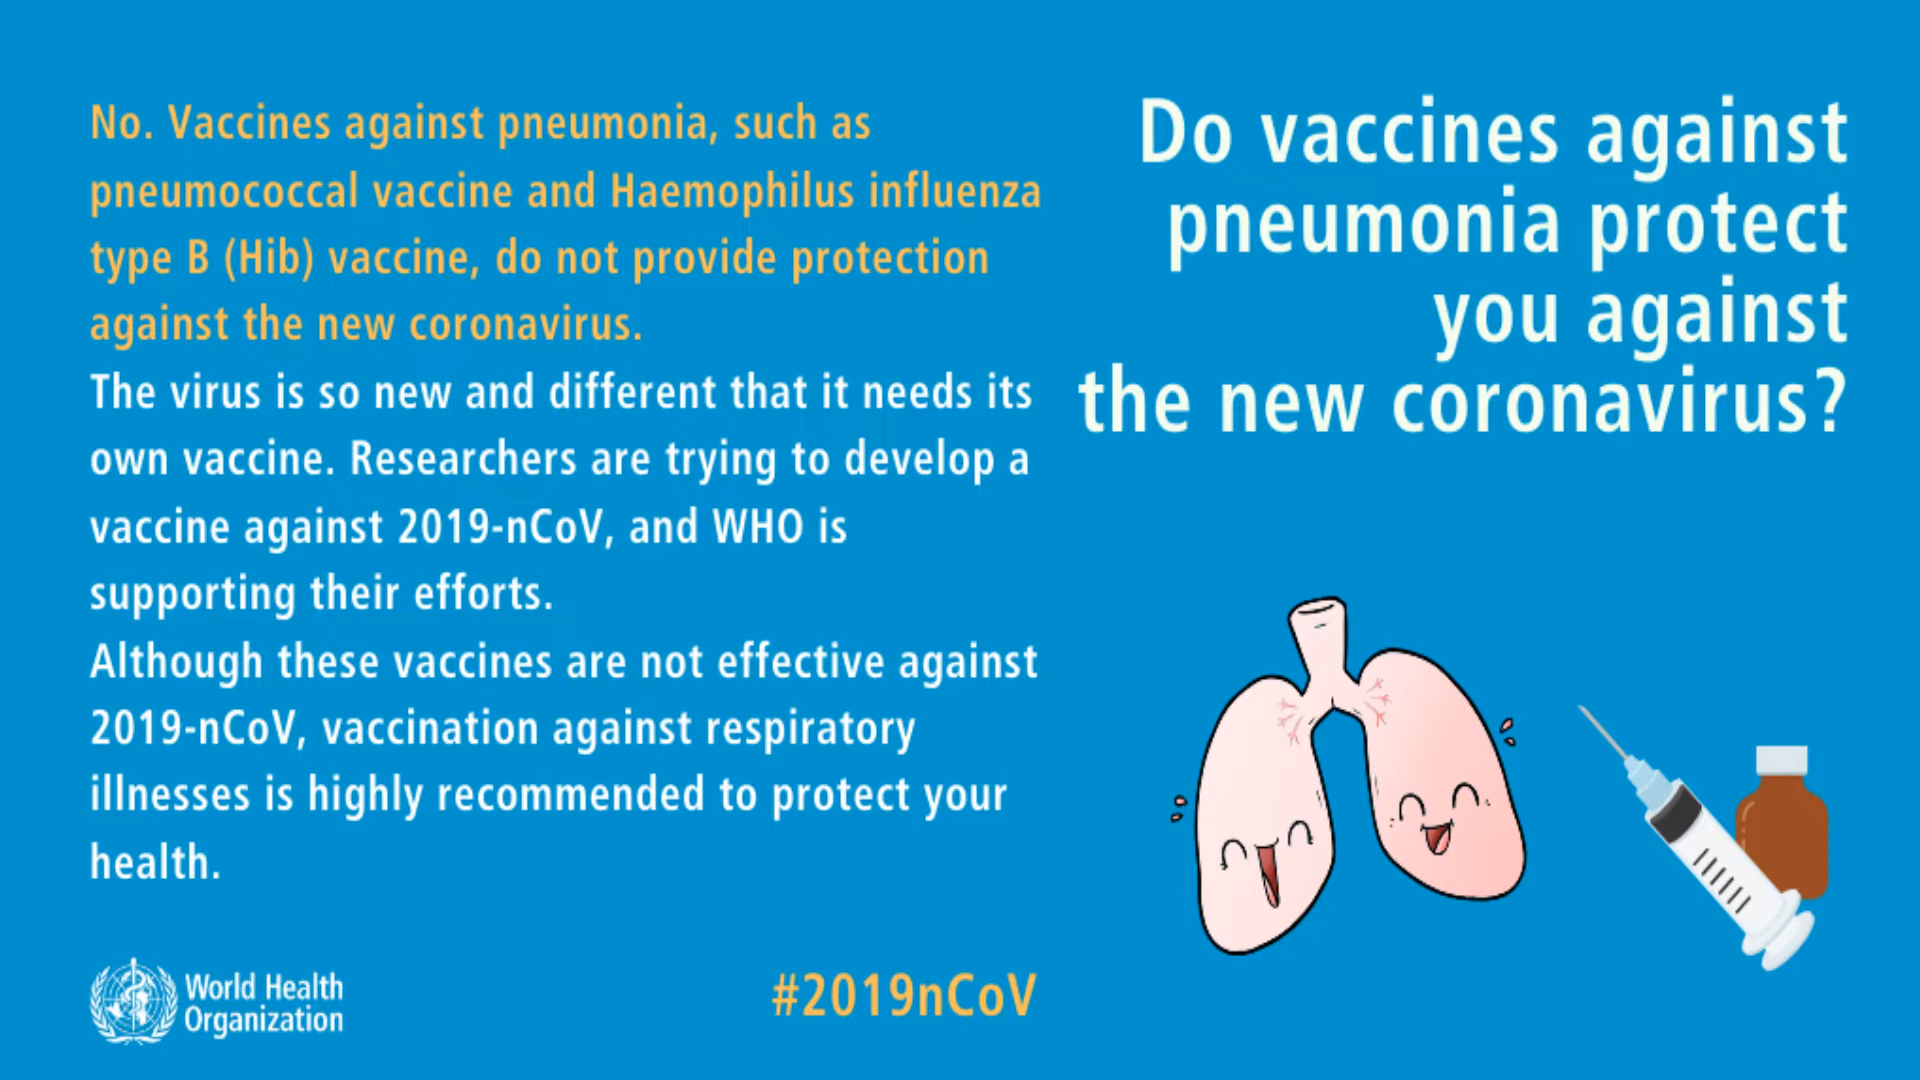 Do vaccines against
pneumonia protect
you against
the new coronavirus?
No. Vaccines against pneumonia, such as
pneumococcal vaccine and Haemophilus influenza
type B (Hib) vaccine, do not provide protection
against the new coronavirus.
The virus is so new and different that it needs its
own vaccine. Researchers are trying to develop a
vaccine against 2019-nCoV, and WHO is
supporting their efforts.
Although these vaccines are not effective against
2019-nCoV, vaccination against respiratory
illnesses is highly recommended to protect your
health.
World Health
Organization
#2019nCoV